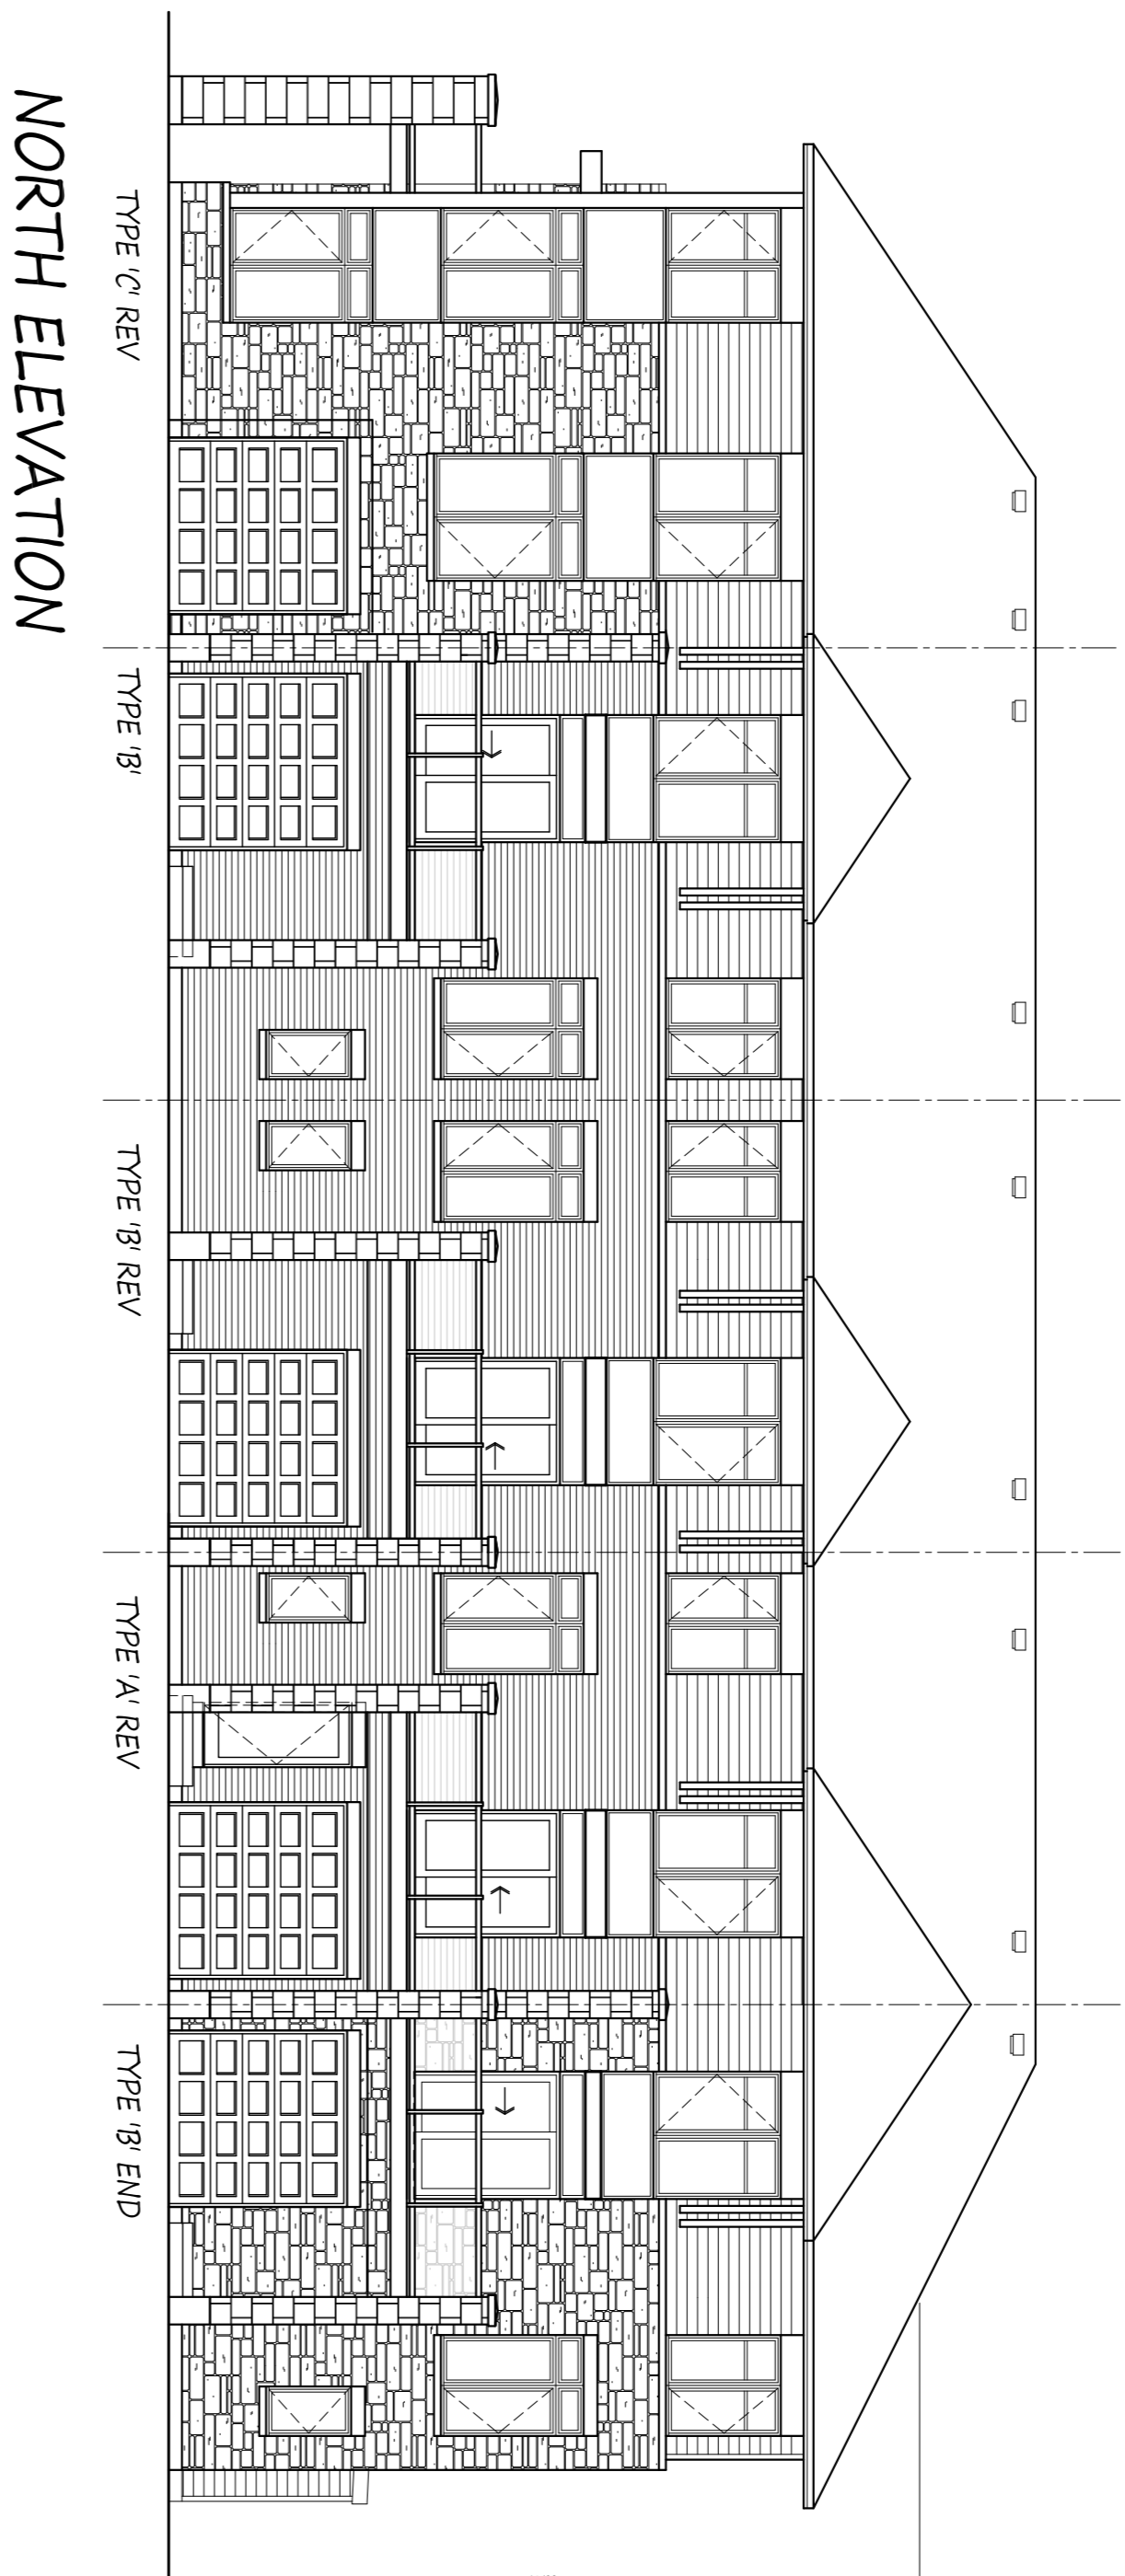 TYPE 'C' REV
TYPE 'B'
TYPE 'B' REV
TYPE 'A' REV
TYPE 'B' END
NORTH ELEVATION